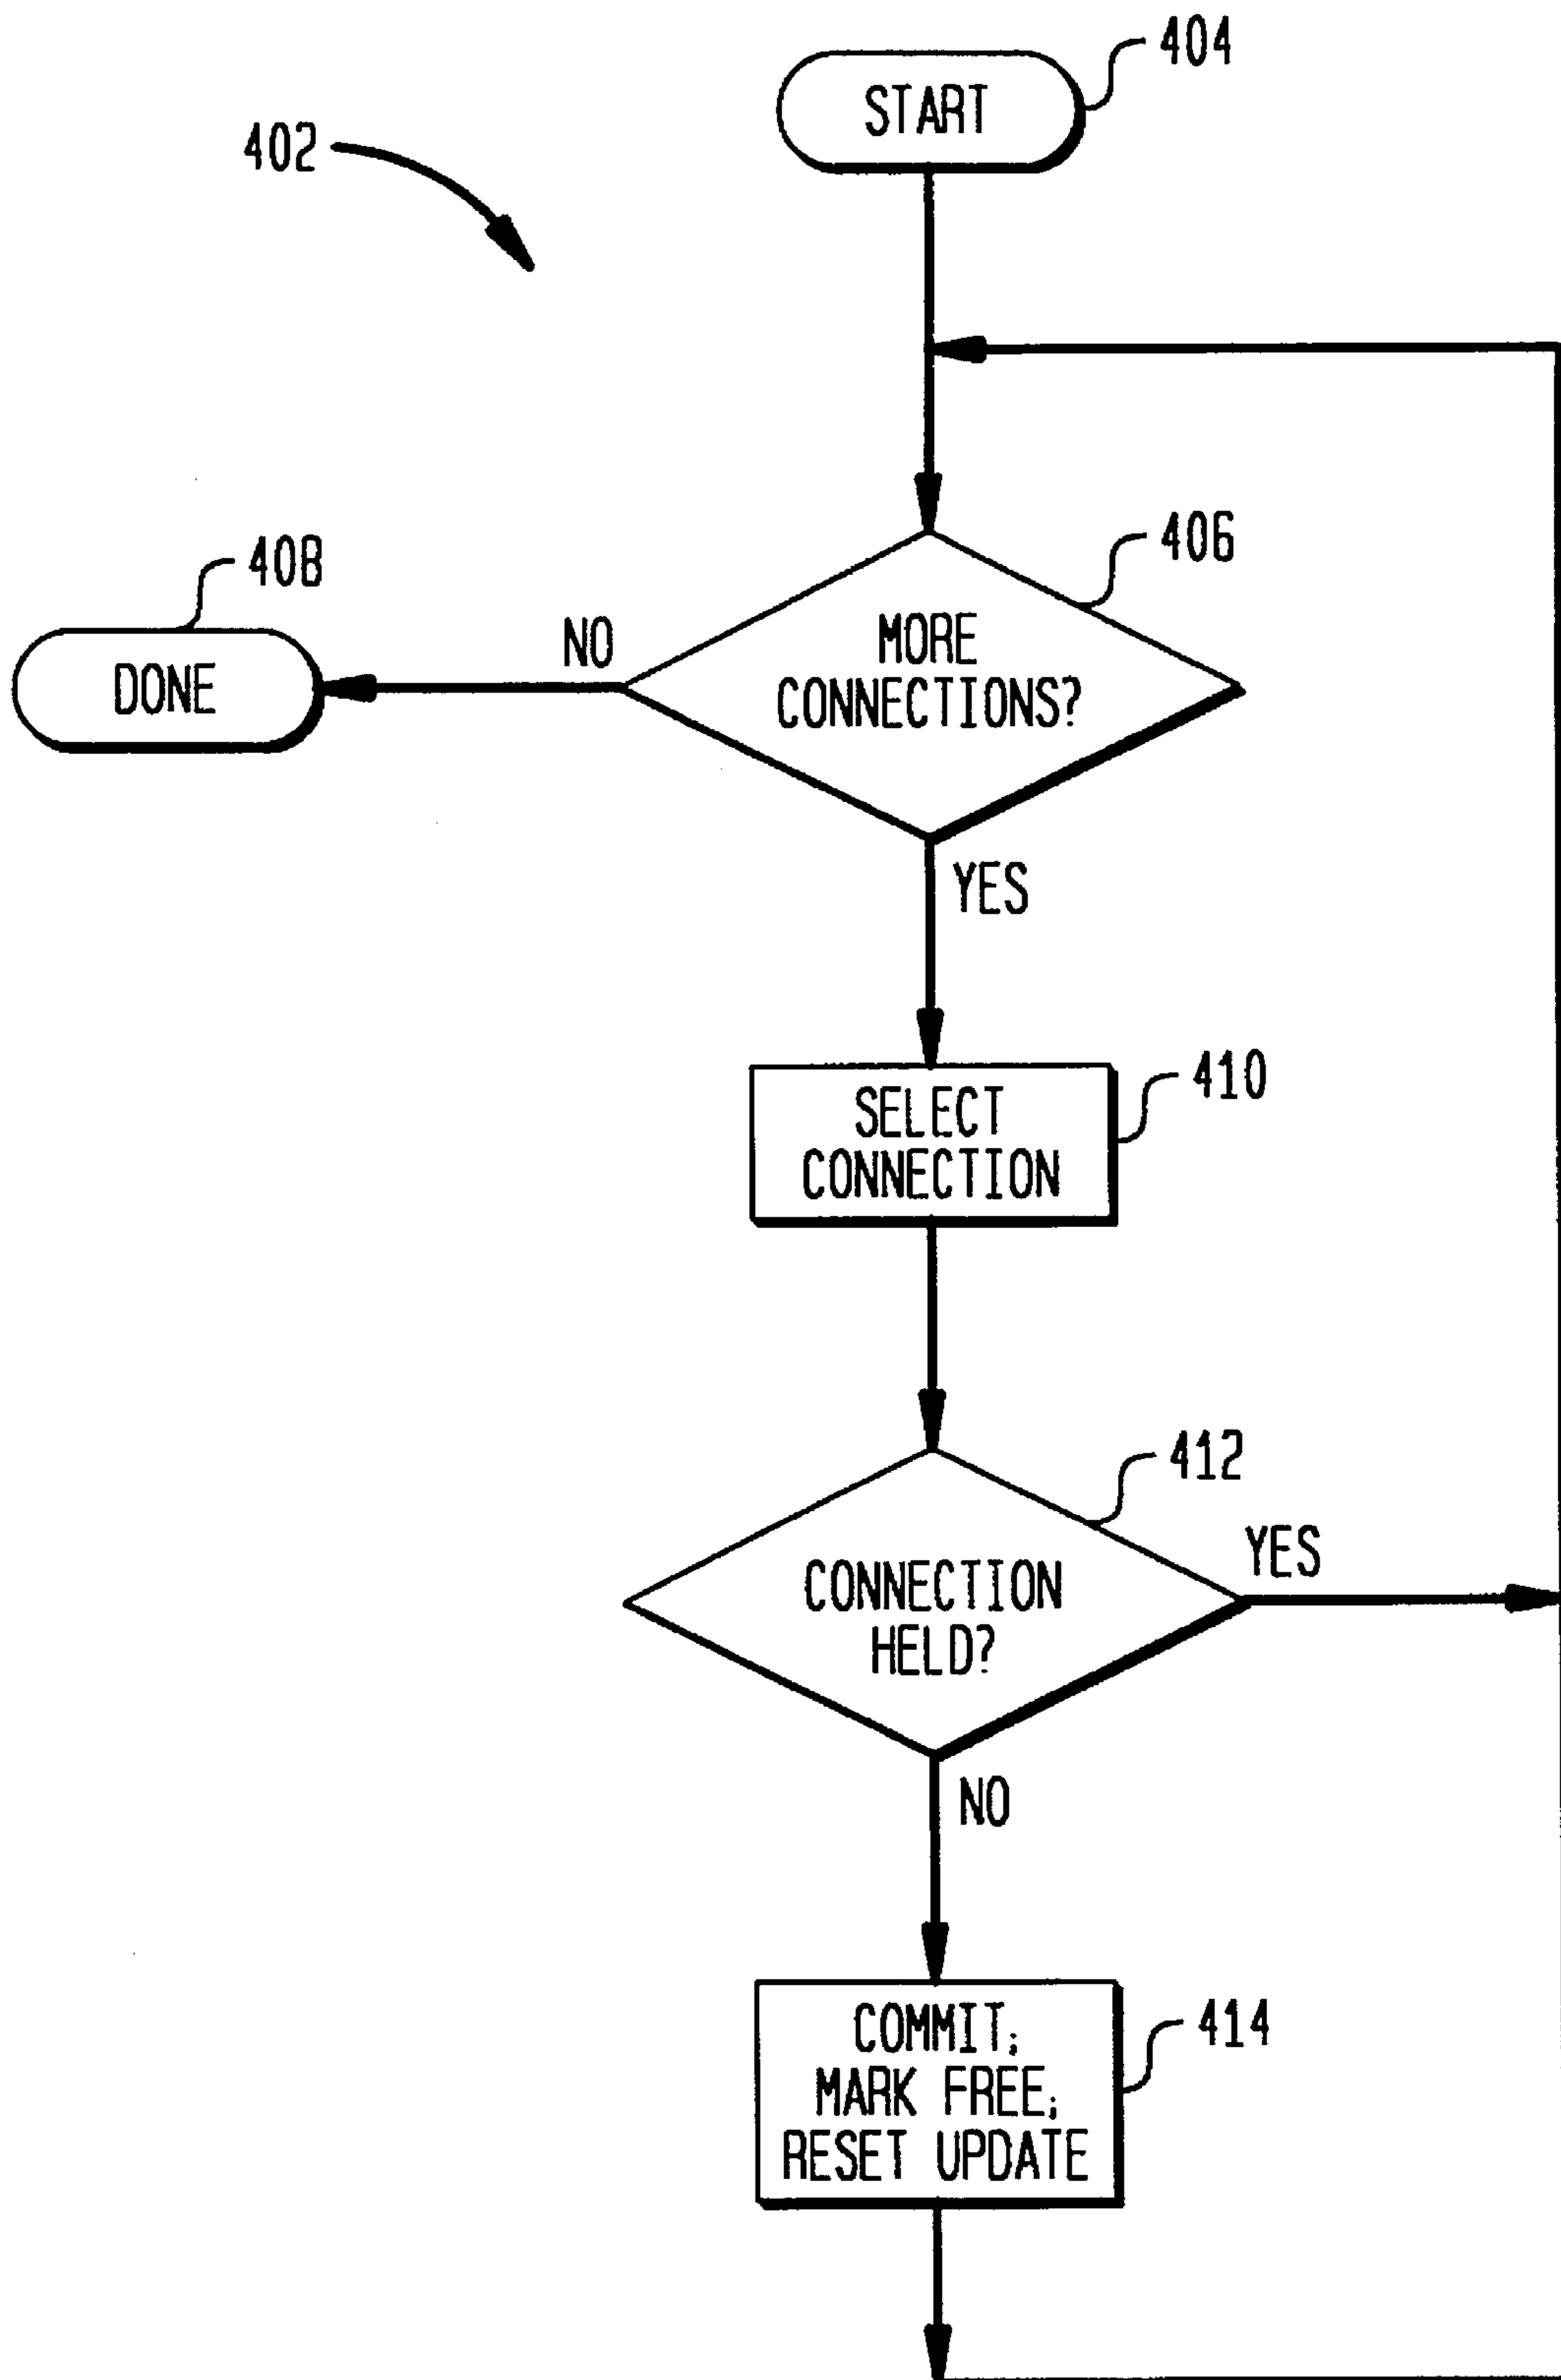 404
START
402
406
408
NO
MORE
CONNECTIONS?
DONE
YES
410
SELECT
CONNECTION
412
YES
CONNECTION
HELD?
NO
414
COMMIT;
MARK FREE;
RESET UPDATE